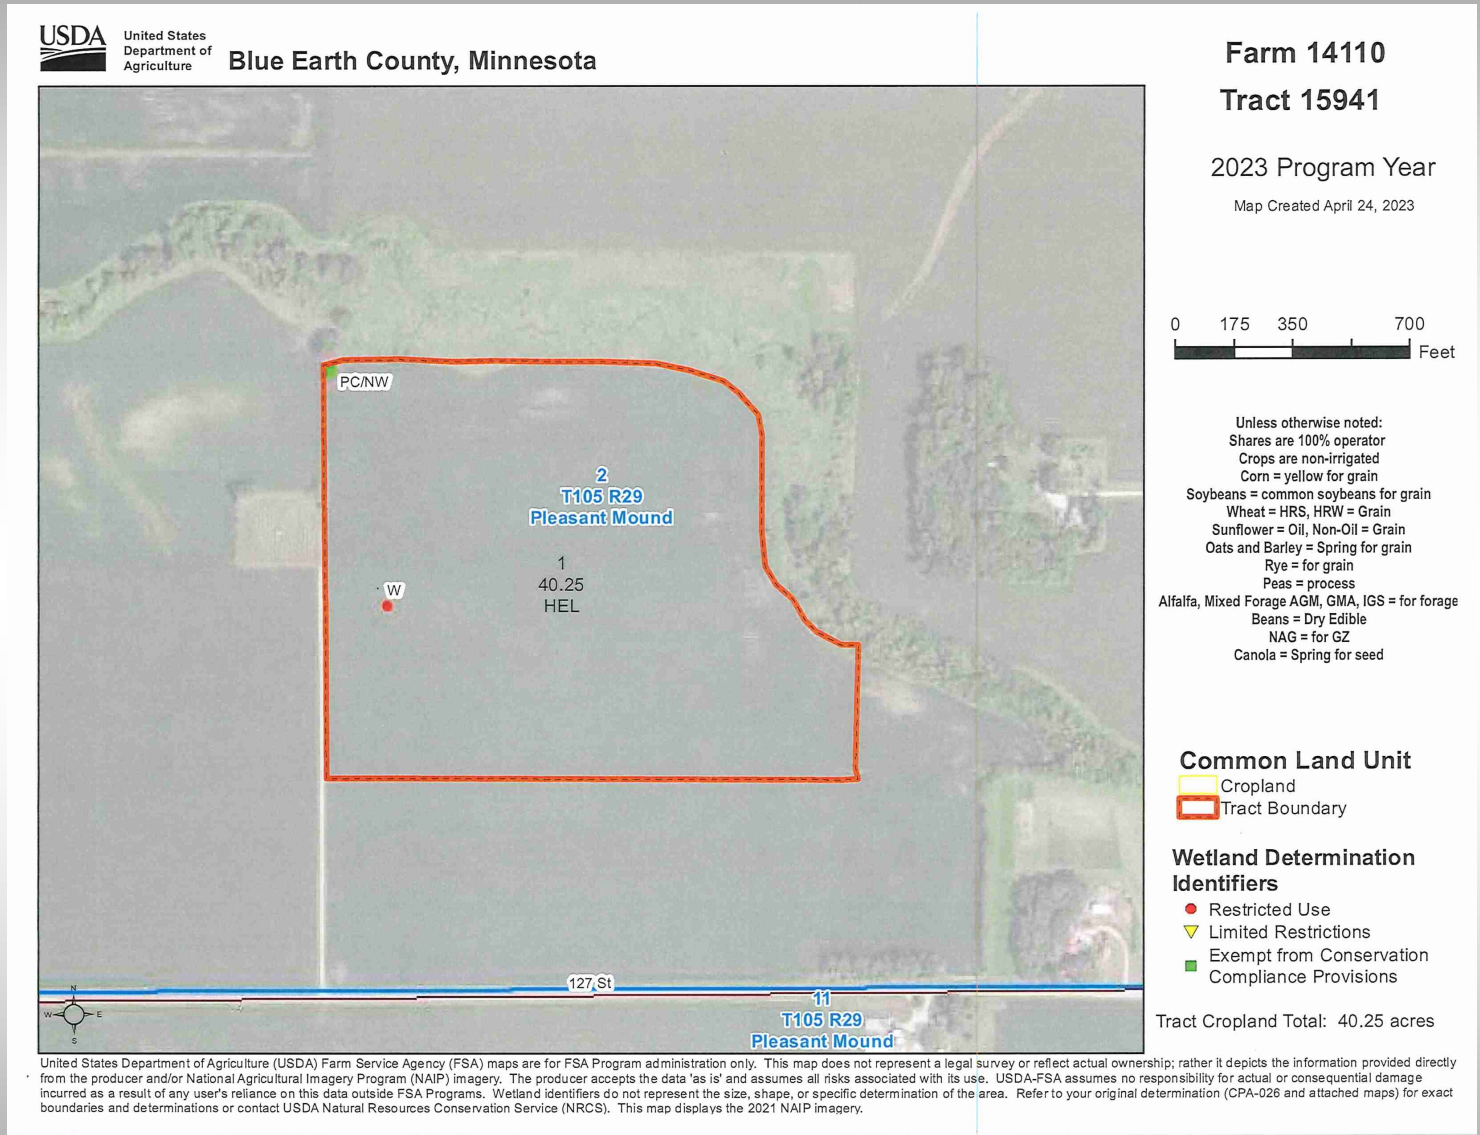 USDA
United States
Department of
Agriculture
Blue Earth County, Minnesota
Farm 14110
Tract 15941
2023 Program Year
Map Created April 24, 2023
0 175 350 700
Feet
Unless otherwise noted:
Shares are 100% operator
Crops are non-irrigated
Corn = yellow for grain
Soybeans = common soybeans for grain
Wheat = HRS, HRW = Grain
Sunflower = Oil, Non-Oil = Grain
Oats and Barley = Spring for grain
Rye = for grain
Peas = process
Alfalfa, Mixed Forage AGM, GMA, IGS = for forage
Beans = Dry Edible
NAG = for GZ
Canola = Spring for seed
Common Land Unit
Cropland
Tract Boundary
Wetland Determination
Identifiers
Restricted Use
Limited Restrictions
Exempt from Conservation
Compliance Provisions
Tract Cropland Total: 40.25 acres
PC/NW
2
T105 R29
Pleasant Mound
1
40.25
HEL
W
127 St
11
T105 R29
Pleasant Mound
N
W E
S
United States Department of Agriculture (USDA) Farm Service Agency (FSA) maps are for FSA Program administration only. This map does not represent a legal survey or reflect actual ownership; rather it depicts the information provided directly
from the producer and/or National Agricultural Imagery Program (NAIP) imagery. The producer accepts the data 'as is' and assumes all risks associated with its use. USDA-FSA assumes no responsibility for actual or consequential damage
incurred as a result of any user's reliance on this data outside FSA Programs. Wetland identifiers do not represent the size, shape, or specific determination of the area. Refer to your original determination (CPA-026 and attached maps) for exact
boundaries and determinations or contact USDA Natural Resources Conservation Service (NRCS). This map displays the 2021 NAIP imagery.